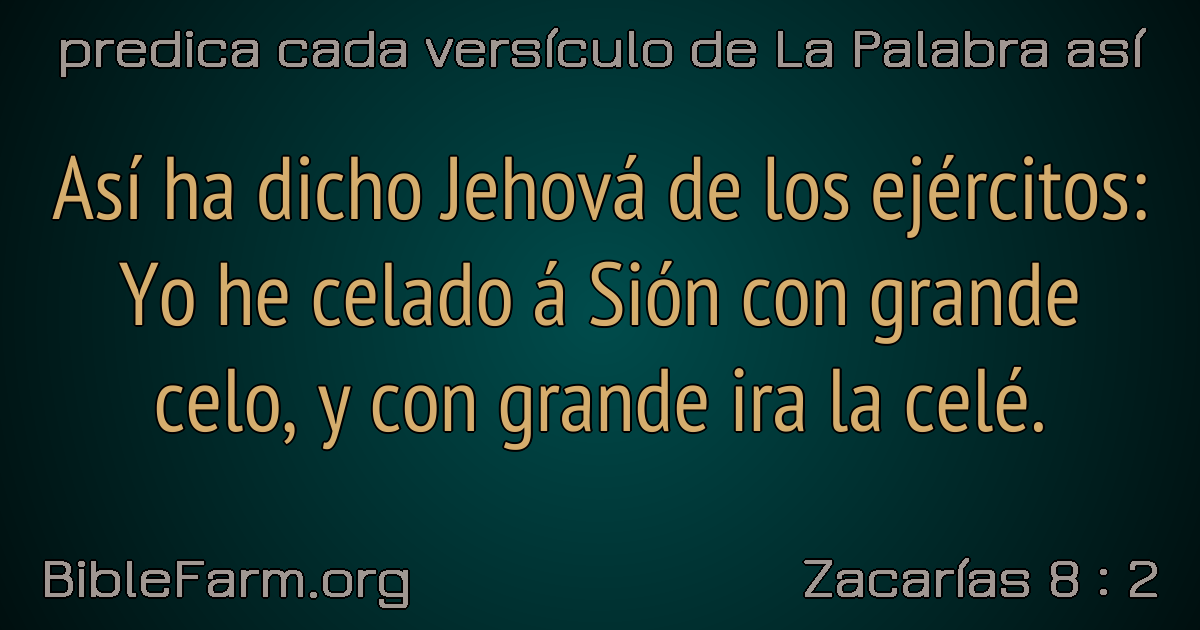 predica cada versículo de La Palabra así
Así ha dicho Jehová de los ejércitos:
Yo he celado á Sión con grande
celo, y con grande ira la celé.
BibleFarm.org
Zacarías 8 : 2